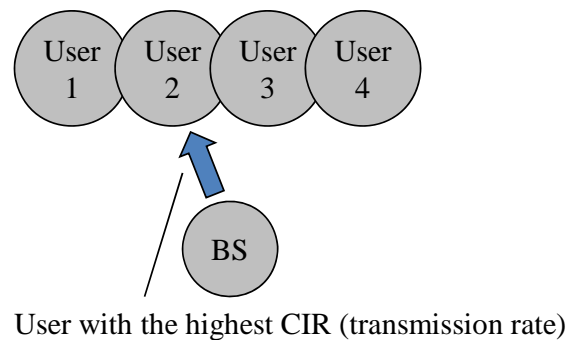 User
1
User
2
User
3
User
4
BS
User with the highest CIR (transmission rate)